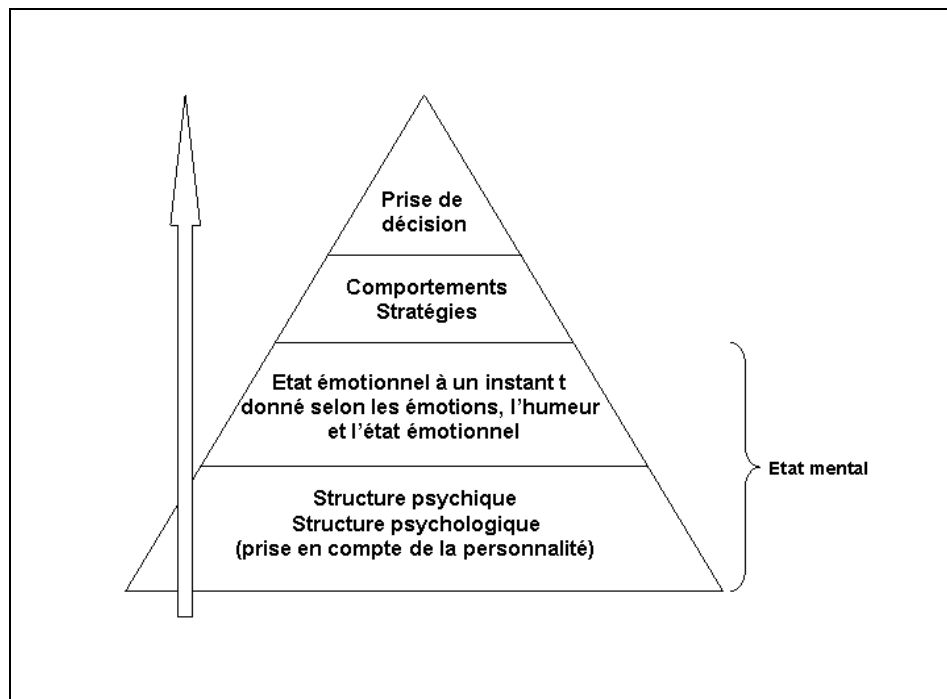 Prise de
décision
Comportements
Stratégies
Etat émotionnel à un instant t
donné selon les émotions, l'humeur
et l'état émotionnel
Etat mental
Structure psychique
Structure psychologique
(prise en compte de la personnalité)